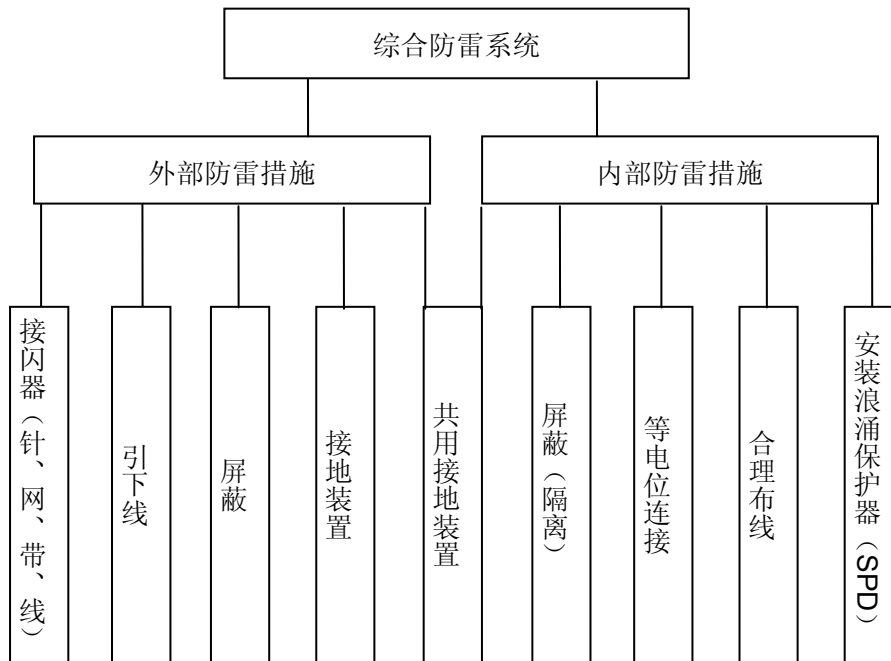 综合防雷系统
外部防雷措施
内部防雷措施
接闪器（针、网、带、线）
引下线
屏蔽
接地装置
共用接地装置
屏蔽（隔离）
等电位连接
合理布线
安装浪涌保护器（SPD）